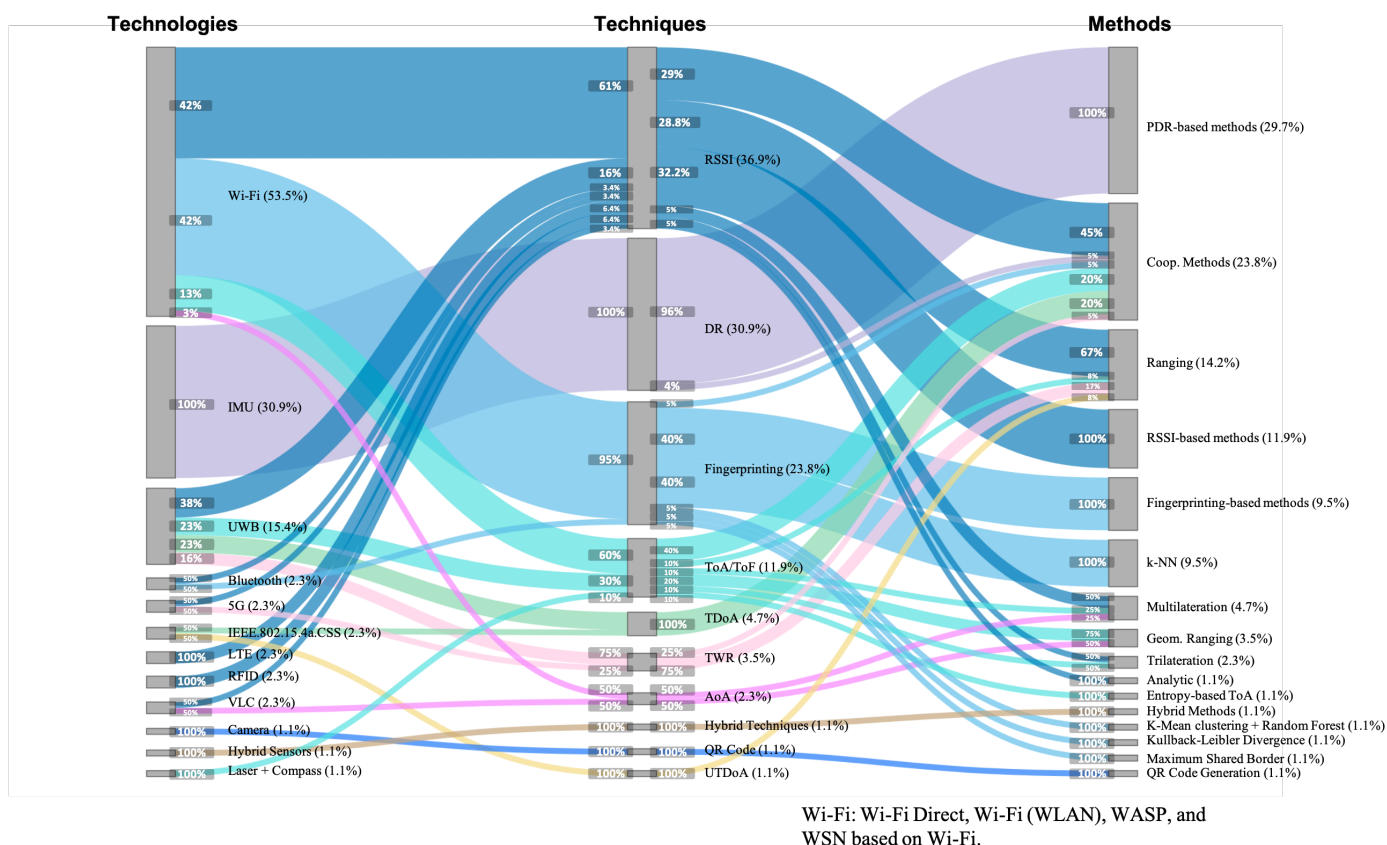 Technologies
Techniques
Methods
42%
42%
13%
3%
Wi-Fi (53.5%)
100%
IMU (30.9%)
38%
23%
23%
16%
UWB (15.4%)
50%
50%
Bluetooth (2.3%)
50%
50%
5G (2.3%)
50%
50%
IEEE.802.15.4a.CSS (2.3%)
100%
LTE (2.3%)
100%
RFID (2.3%)
50%
50%
VLC (2.3%)
100%
Camera (1.1%)
100%
Hybrid Sensors (1.1%)
100%
Laser + Compass (1.1%)
61%
16%
3.4%
3.4%
6.4%
6.4%
3.4%
29%
28.8%
32.2%
5%
5%
RSSI (36.9%)
100%
96%
4%
DR (30.9%)
95%
5%
40%
40%
5%
5%
5%
Fingerprinting (23.8%)
60%
30%
10%
40%
10%
10%
20%
10%
10%
ToA/ToF (11.9%)
100%
TDoA (4.7%)
75%
25%
25%
75%
TWR (3.5%)
50%
50%
50%
50%
AoA (2.3%)
100%
100%
Hybrid Techniques (1.1%)
100%
100%
QR Code (1.1%)
100%
100%
UTDoA (1.1%)
100%
PDR-based methods (29.7%)
45%
5%
5%
20%
20%
5%
Coop. Methods (23.8%)
67%
8%
17%
8%
Ranging (14.2%)
100%
RSSI-based methods (11.9%)
100%
Fingerprinting-based methods (9.5%)
100%
k-NN (9.5%)
50%
25%
25%
Multilateration (4.7%)
75%
50%
Geom. Ranging (3.5%)
50%
50%
Trilateration (2.3%)
100%
Analytic (1.1%)
100%
Entropy-based ToA (1.1%)
100%
Hybrid Methods (1.1%)
100%
K-Mean clustering + Random Forest (1.1%)
100%
Kullback-Leibler Divergence (1.1%)
100%
Maximum Shared Border (1.1%)
100%
QR Code Generation (1.1%)
Wi-Fi: Wi-Fi Direct, Wi-Fi (WLAN), WASP, and
WSN based on Wi-Fi.